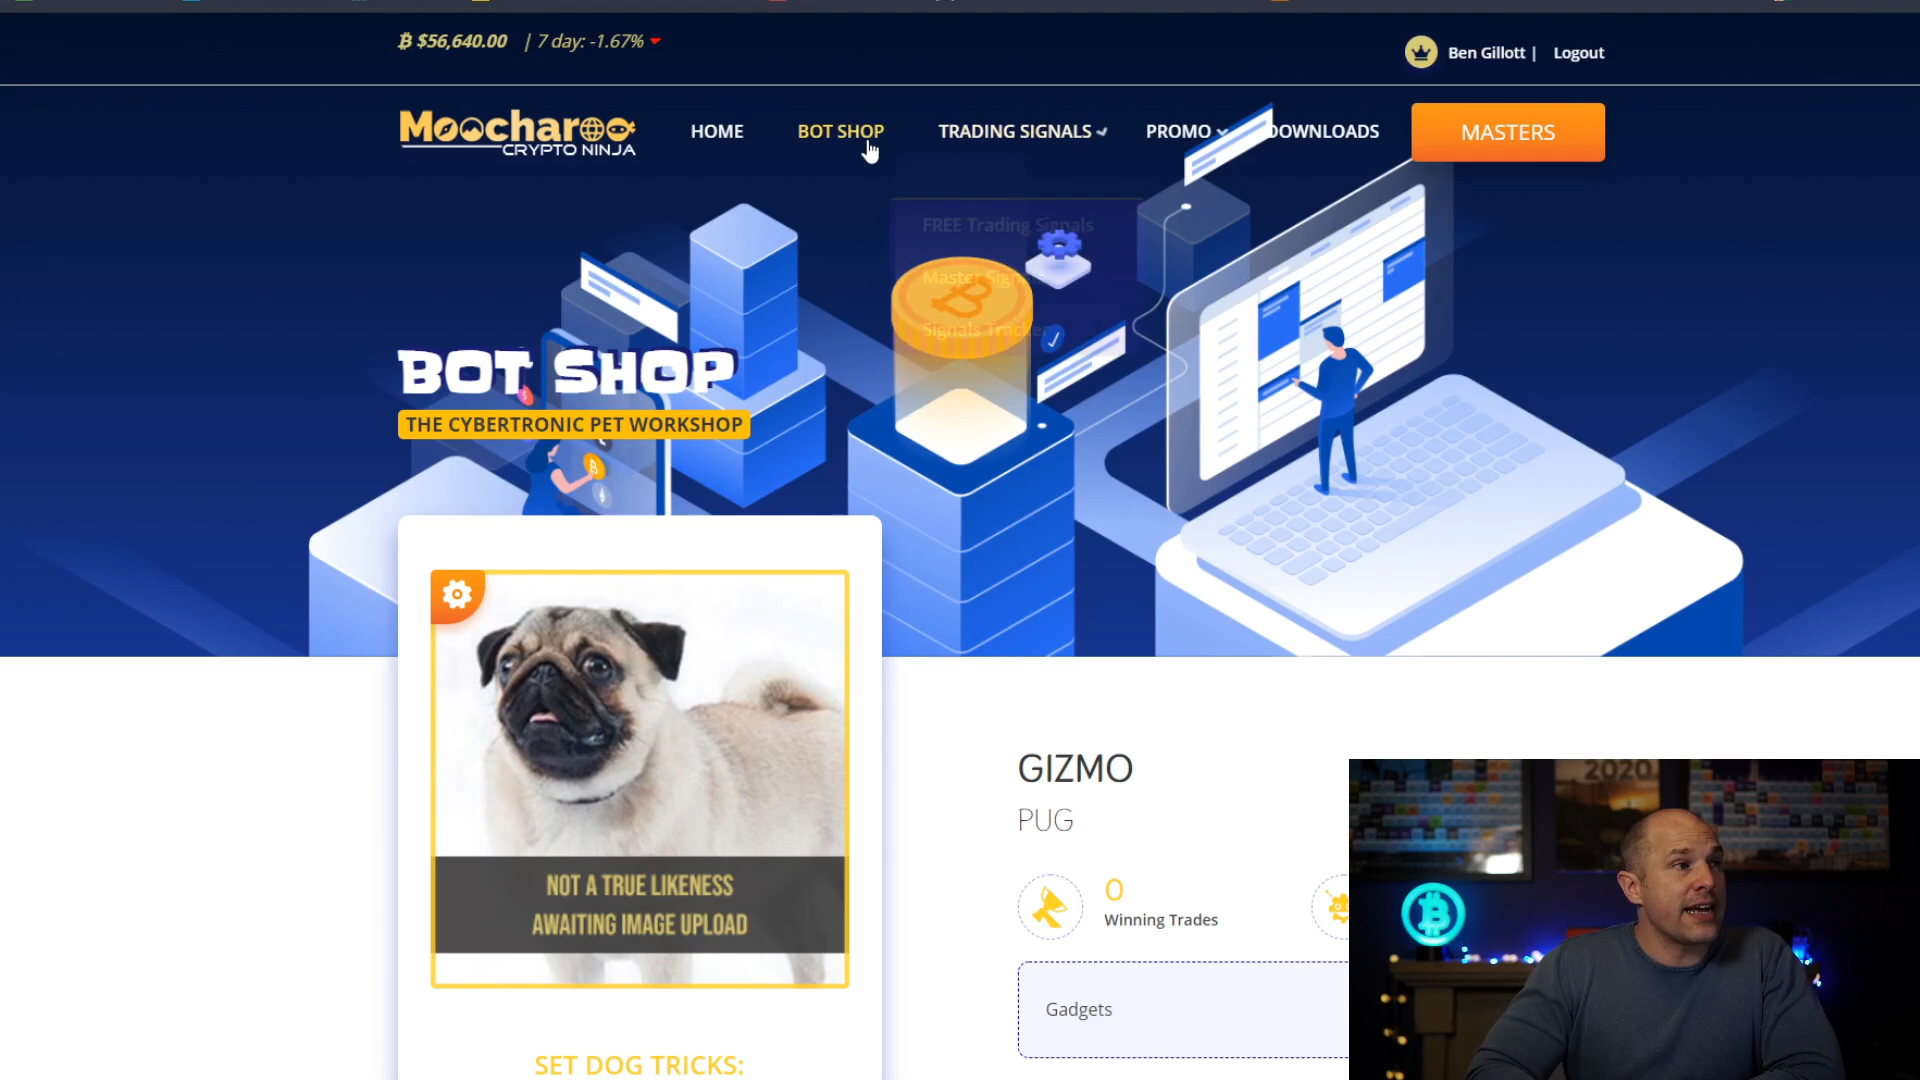 $56,640.00 | 7 day: -1.67%
Ben Gillott | Logout
Moocharoo
CRYPTO NINJA
HOME
BOT SHOP
TRADING SIGNALS
PROMO
DOWNLOADS
MASTERS
FREE Trading Signals
Master Sign
Signals Tracker
BOT SHOP
THE CYBERTRONIC PET WORKSHOP
NOT A TRUE LIKENESS
AWAITING IMAGE UPLOAD
SET DOG TRICKS:
GIZMO
PUG
0
Winning Trades
Gadgets
2020